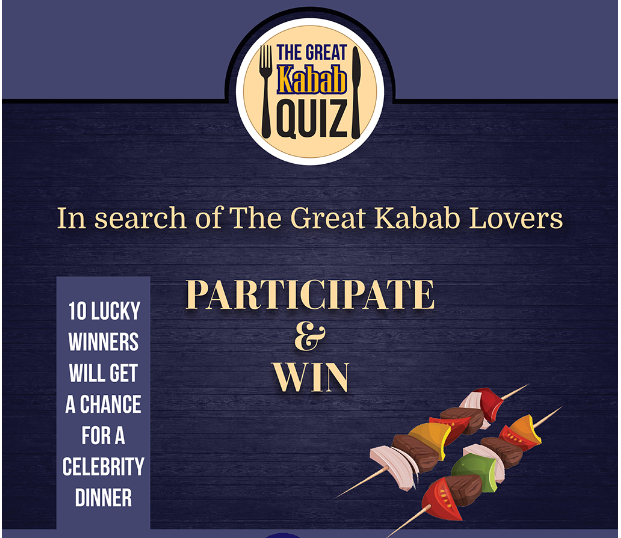 THE GREAT
Kabab
QUIZ
In search of The Great Kabab Lovers
PARTICIPATE
&
WIN
10 LUCKY
WINNERS
WILL GET
A CHANCE
FOR A
CELEBRITY
DINNER